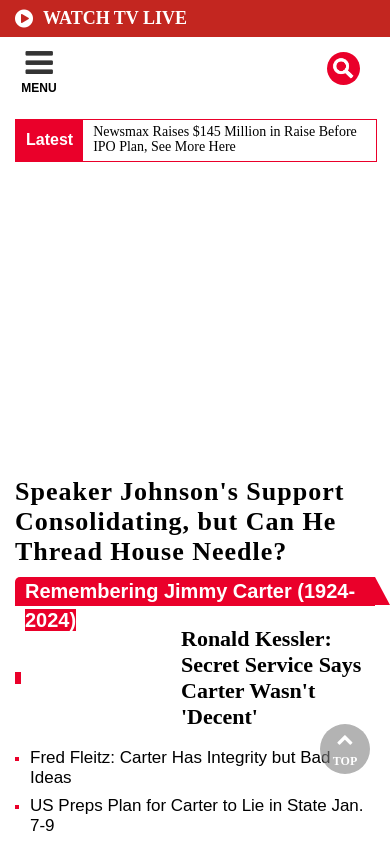 WATCH TV LIVE
MENU
Latest
Newsmax Raises $145 Million in Raise Before
IPO Plan, See More Here
Speaker Johnson's Support
Consolidating, but Can He
Thread House Needle?
Remembering Jimmy Carter (1924-
2024)
Ronald Kessler:
Secret Service Says
Carter Wasn't
'Decent'
Fred Fleitz: Carter Has Integrity but Bad
Ideas
TOP
US Preps Plan for Carter to Lie in State Jan.
7-9